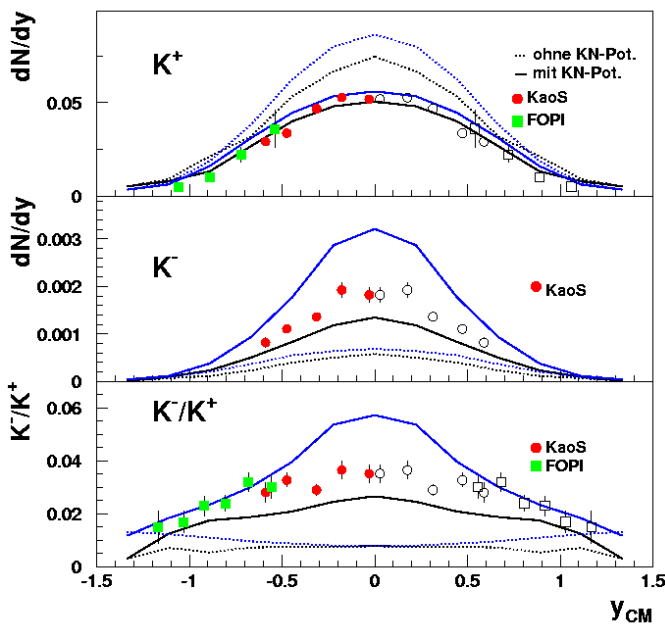 dN/dy
K+
ohne KN-Pot.
mit KN-Pot.
KaoS
FOPI
0.05
0
dN/dy
K-
KaoS
0.003
0.002
0.001
0
K-/K+
K-/K+
KaoS
FOPI
0.06
0.04
0.02
0
-1.5 -1 -0.5 0 0.5 1 1.5
yCM